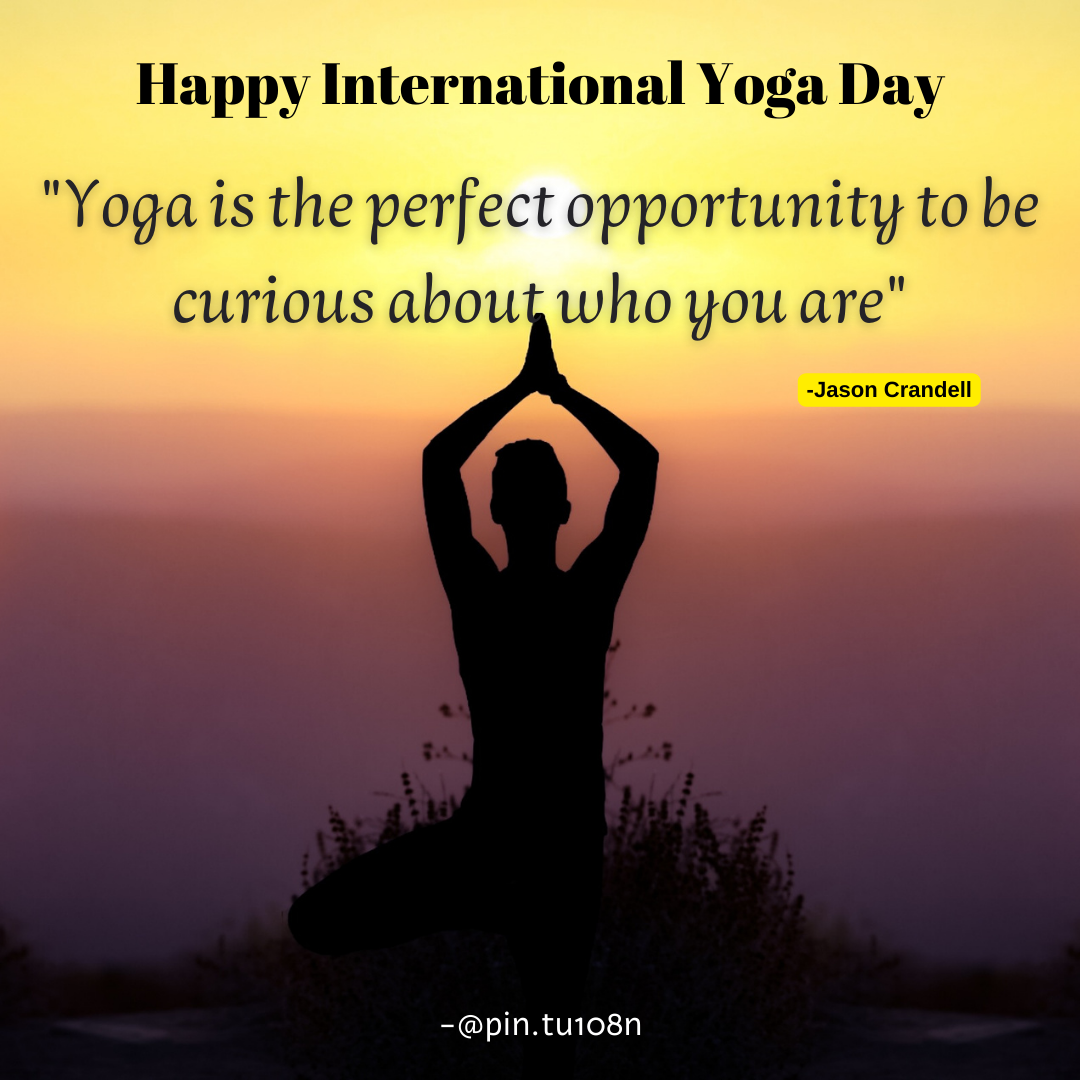 Happy International Yoga Day
"Yoga is the perfect opportunity to be
curious about who you are"
-Jason Crandell
-@pin.tu108n